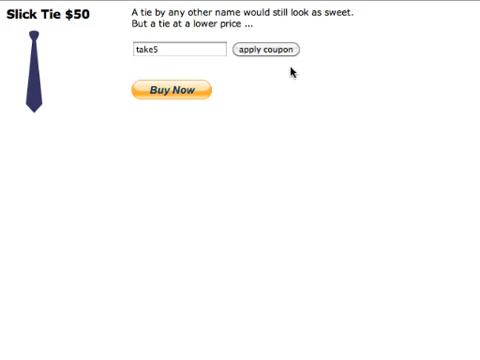 Slick Tie $50
A tie by any other name would still look as sweet.
But a tie at a lower price ...
take5
apply coupon
Buy Now